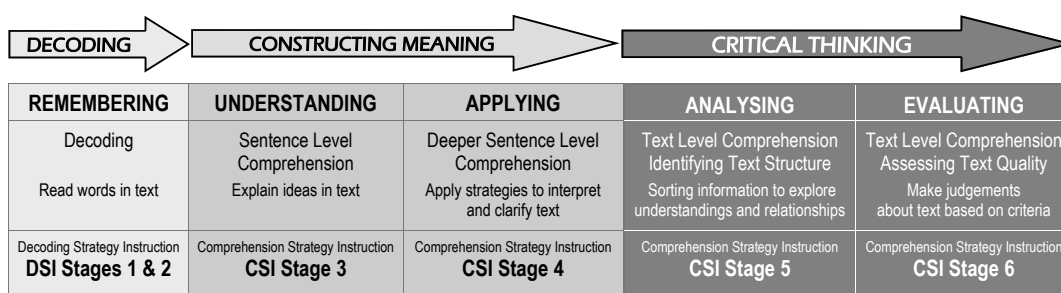 DECODING
CONSTRUCTING MEANING
CRITICAL THINKING
REMEMBERING
UNDERSTANDING
APPLYING
ANALYSING
EVALUATING
Decoding
Read words in text
Sentence Level
Comprehension
Explain ideas in text
Deeper Sentence Level
Comprehension
Apply strategies to interpret
and clarify text
Text Level Comprehension
Identifying Text Structure
Sorting information to explore
understandings and relationships
Text Level Comprehension
Assessing Text Quality
Make judgements
about text based on criteria
Decoding Strategy Instruction
DSI Stages 1 & 2
Comprehension Strategy Instruction
CSI Stage 3
Comprehension Strategy Instruction
CSI Stage 4
Comprehension Strategy Instruction
CSI Stage 5
Comprehension Strategy Instruction
CSI Stage 6